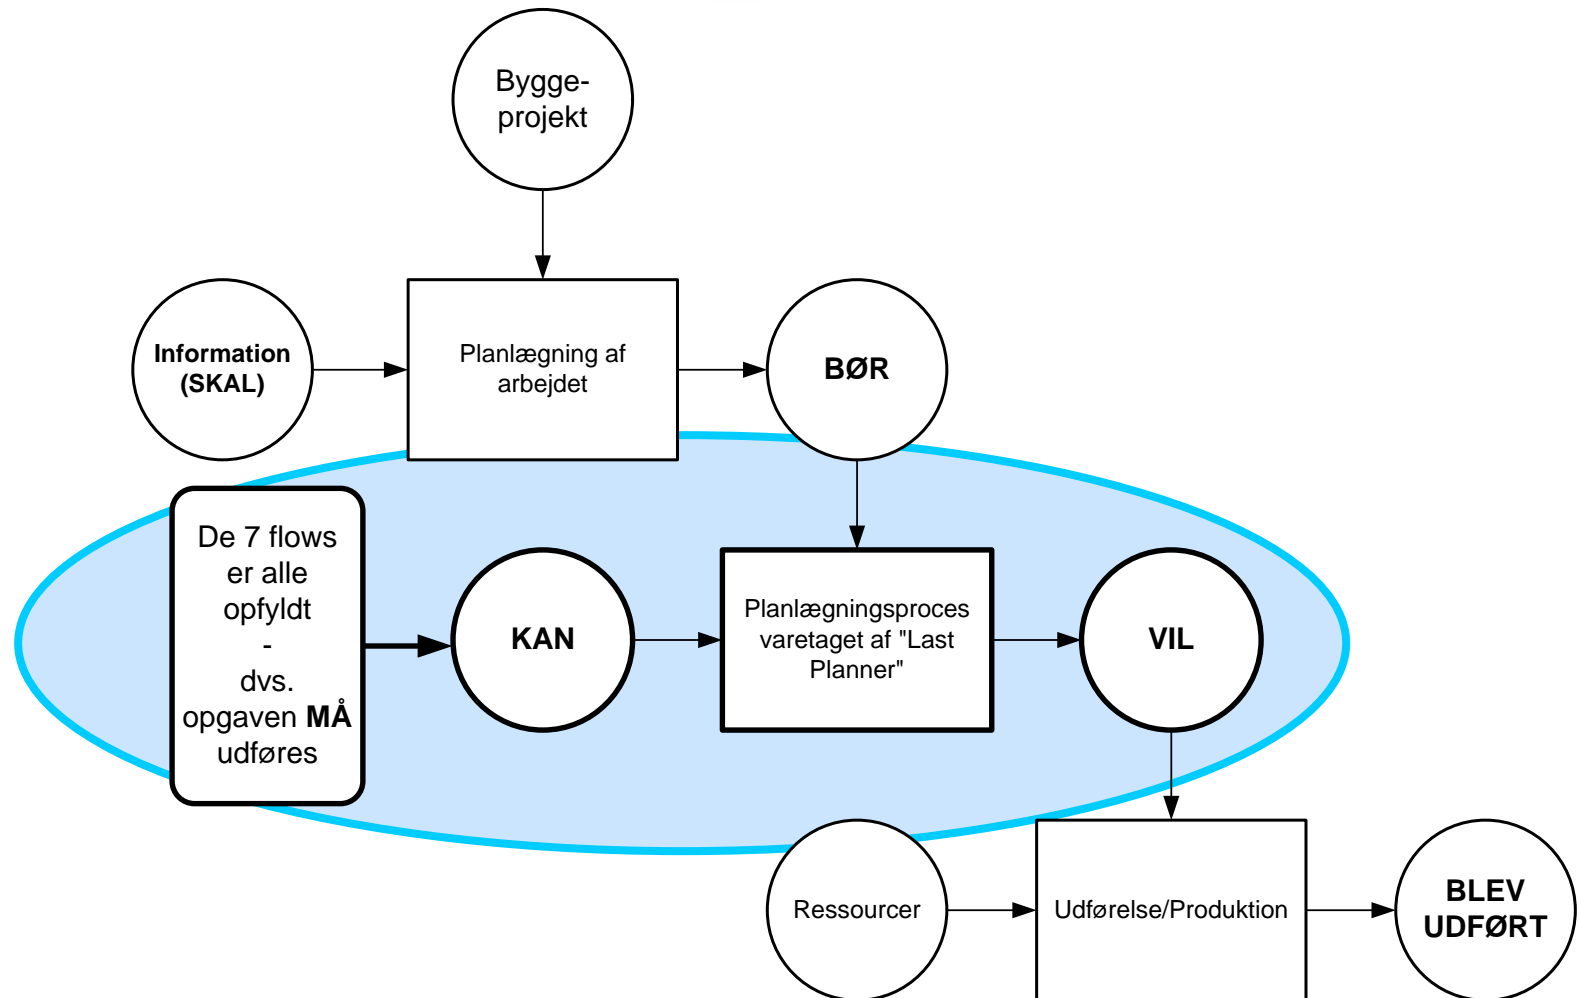 Bygge-
projekt
Information
(SKAL)
Planlægning af
arbejdet
BØR
De 7 flows
er alle
opfyldt
-
dvs.
opgaven MÅ
udføres
KAN
Planlægningsproces
varetaget af "Last
Planner"
VIL
Ressourcer
Udførelse/Produktion
BLEV
UDFØRT